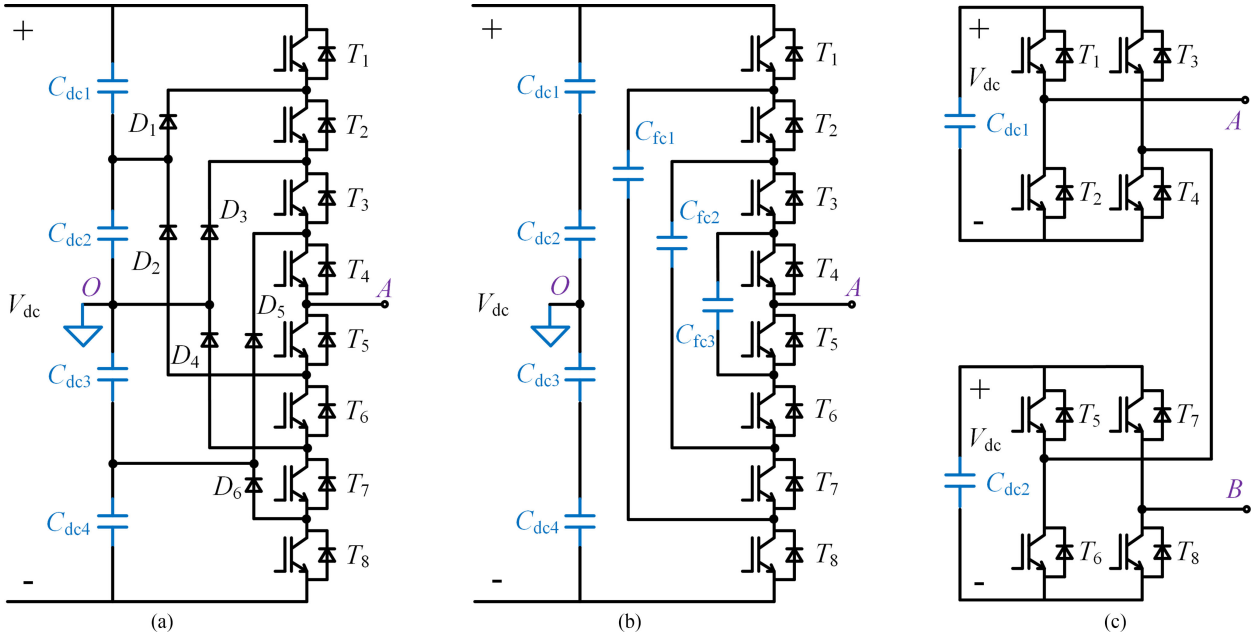 +
C_dc1
D_1
C_dc2
D_2
D_3
O
V_dc
D_5
D_4
C_dc3
D_6
C_dc4
-
T_1
T_2
T_3
T_4
A
T_5
T_6
T_7
T_8
(a)
+
C_dc1
C_fc1
C_dc2
C_fc2
O
V_dc
C_fc3
C_dc3
C_dc4
-
T_1
T_2
T_3
T_4
A
T_5
T_6
T_7
T_8
(b)
+
V_dc
C_dc1
-
T_1
T_3
A
T_2
T_4
+
V_dc
C_dc2
-
T_5
T_7
B
T_6
T_8
(c)